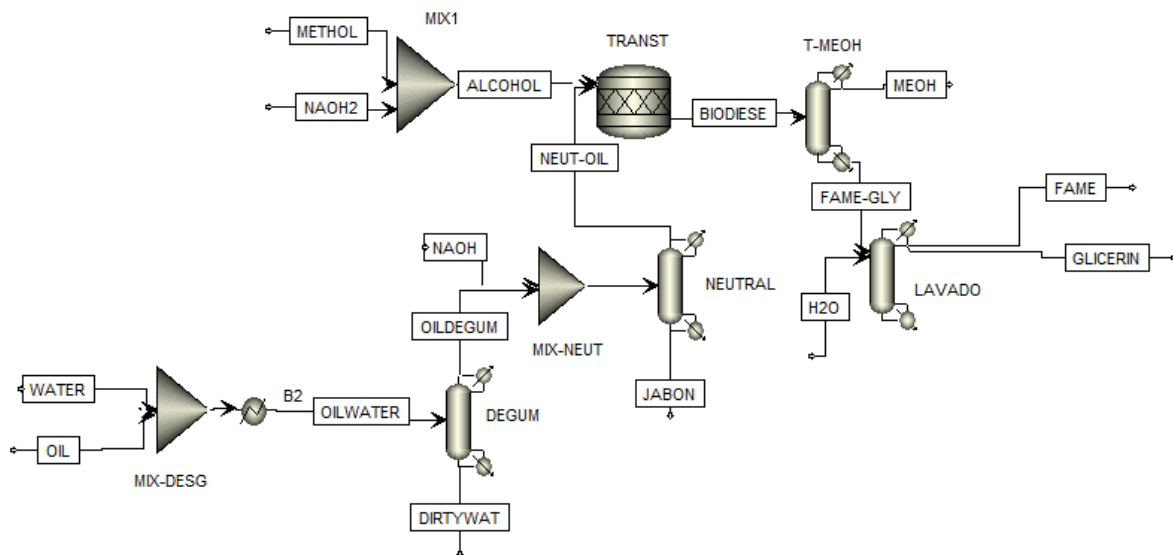 MIX1
METHOL
TRANST
T-MEOH
ALCOHOL
MEOH
NAOH2
BIODIESE
NEUT-OIL
FAME-GLY
FAME
NAOH
GLICERIN
NEUTRAL
LAVADO
H2O
OILDEGUM
MIX-NEUT
WATER
B2
OILWATER
DEGUM
JABON
OIL
MIX-DESG
DIRTYWAT